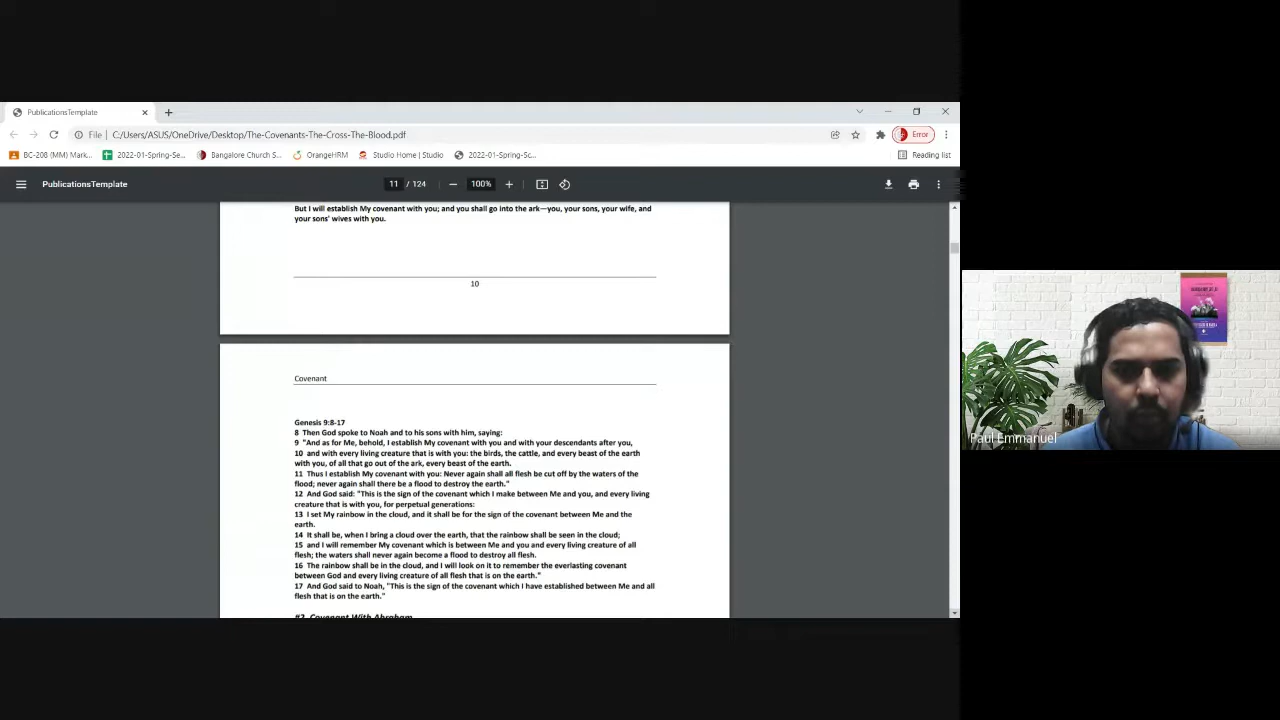 PublicationsTemplate
File C:/Users/ASUS/OneDrive/Desktop/The-Covenants-The-Cross-The-Blood.pdf Error
BC-208 (MM) Mark... 2022-01-Spring-Se... Bangalore Church S... OrangeHRM Studio Home | Studio 2022-01-Spring-Sc... Reading list
PublicationsTemplate 11 / 124 100%
But I will establish My covenant with you; and you shall go into the ark—you, your sons, your wife, and
your sons' wives with you.
10
Covenant
Genesis 9:8-17
8 Then God spoke to Noah and to his sons with him, saying:
9 "And as for Me, behold, I establish My covenant with you and with your descendants after you,
10 and with every living creature that is with you: the birds, the cattle, and every beast of the earth
with you, of all that go out of the ark, every beast of the earth.
11 Thus I establish My covenant with you: Never again shall all flesh be cut off by the waters of the
flood; never again shall there be a flood to destroy the earth."
12 And God said: "This is the sign of the covenant which I make between Me and you, and every living
creature that is with you, for perpetual generations:
13 I set My rainbow in the cloud, and it shall be for the sign of the covenant between Me and the
earth.
14 It shall be, when I bring a cloud over the earth, that the rainbow shall be seen in the cloud;
15 and I will remember My covenant which is between Me and you and every living creature of all
flesh; the waters shall never again become a flood to destroy all flesh.
16 The rainbow shall be in the cloud, and I will look on it to remember the everlasting covenant
between God and every living creature of all flesh that is on the earth."
17 And God said to Noah, "This is the sign of the covenant which I have established between Me and all
flesh that is on the earth."
#2. Covenant With Abraham
Paul Emmanuel